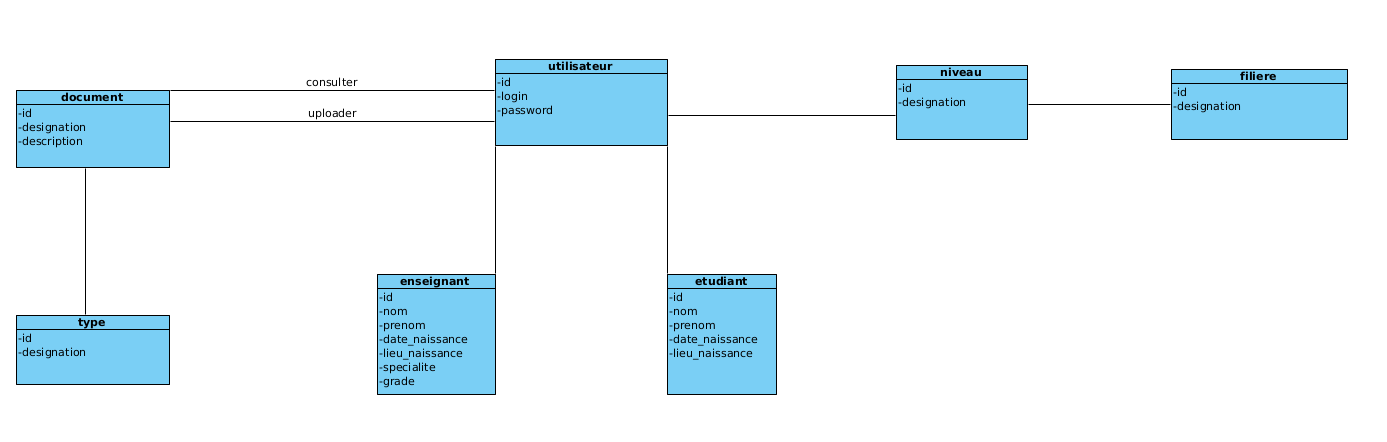 consulter
uploader
document
-id
-designation
-description
utilisateur
-id
-login
-password
niveau
-id
-designation
filiere
-id
-designation
type
-id
-designation
enseignant
-id
-nom
-prenom
-date_naissance
-lieu_naissance
-specialite
-grade
etudiant
-id
-nom
-prenom
-date_naissance
-lieu_naissance